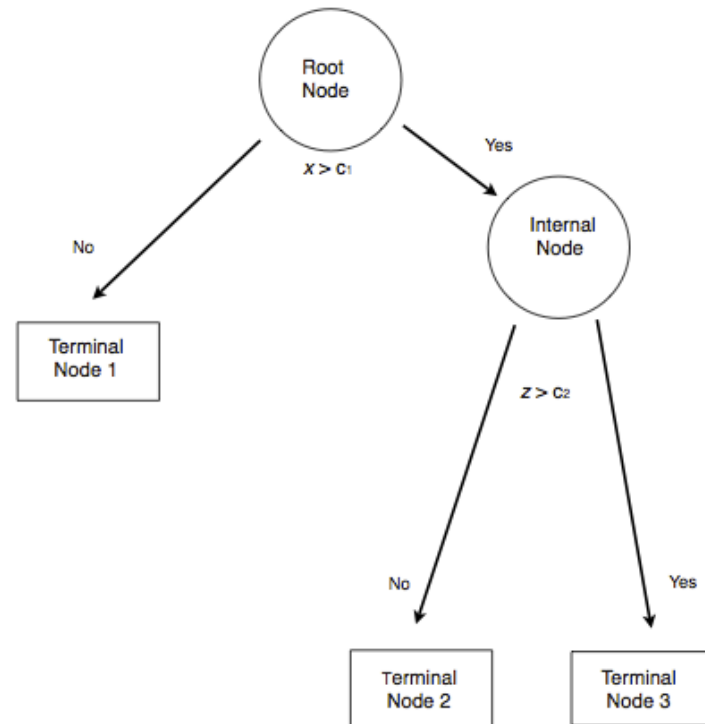 Root
Node
x > c₁
Yes
No
Internal
Node
Terminal
Node 1
z > c₂
No
Yes
Terminal
Node 2
Terminal
Node 3